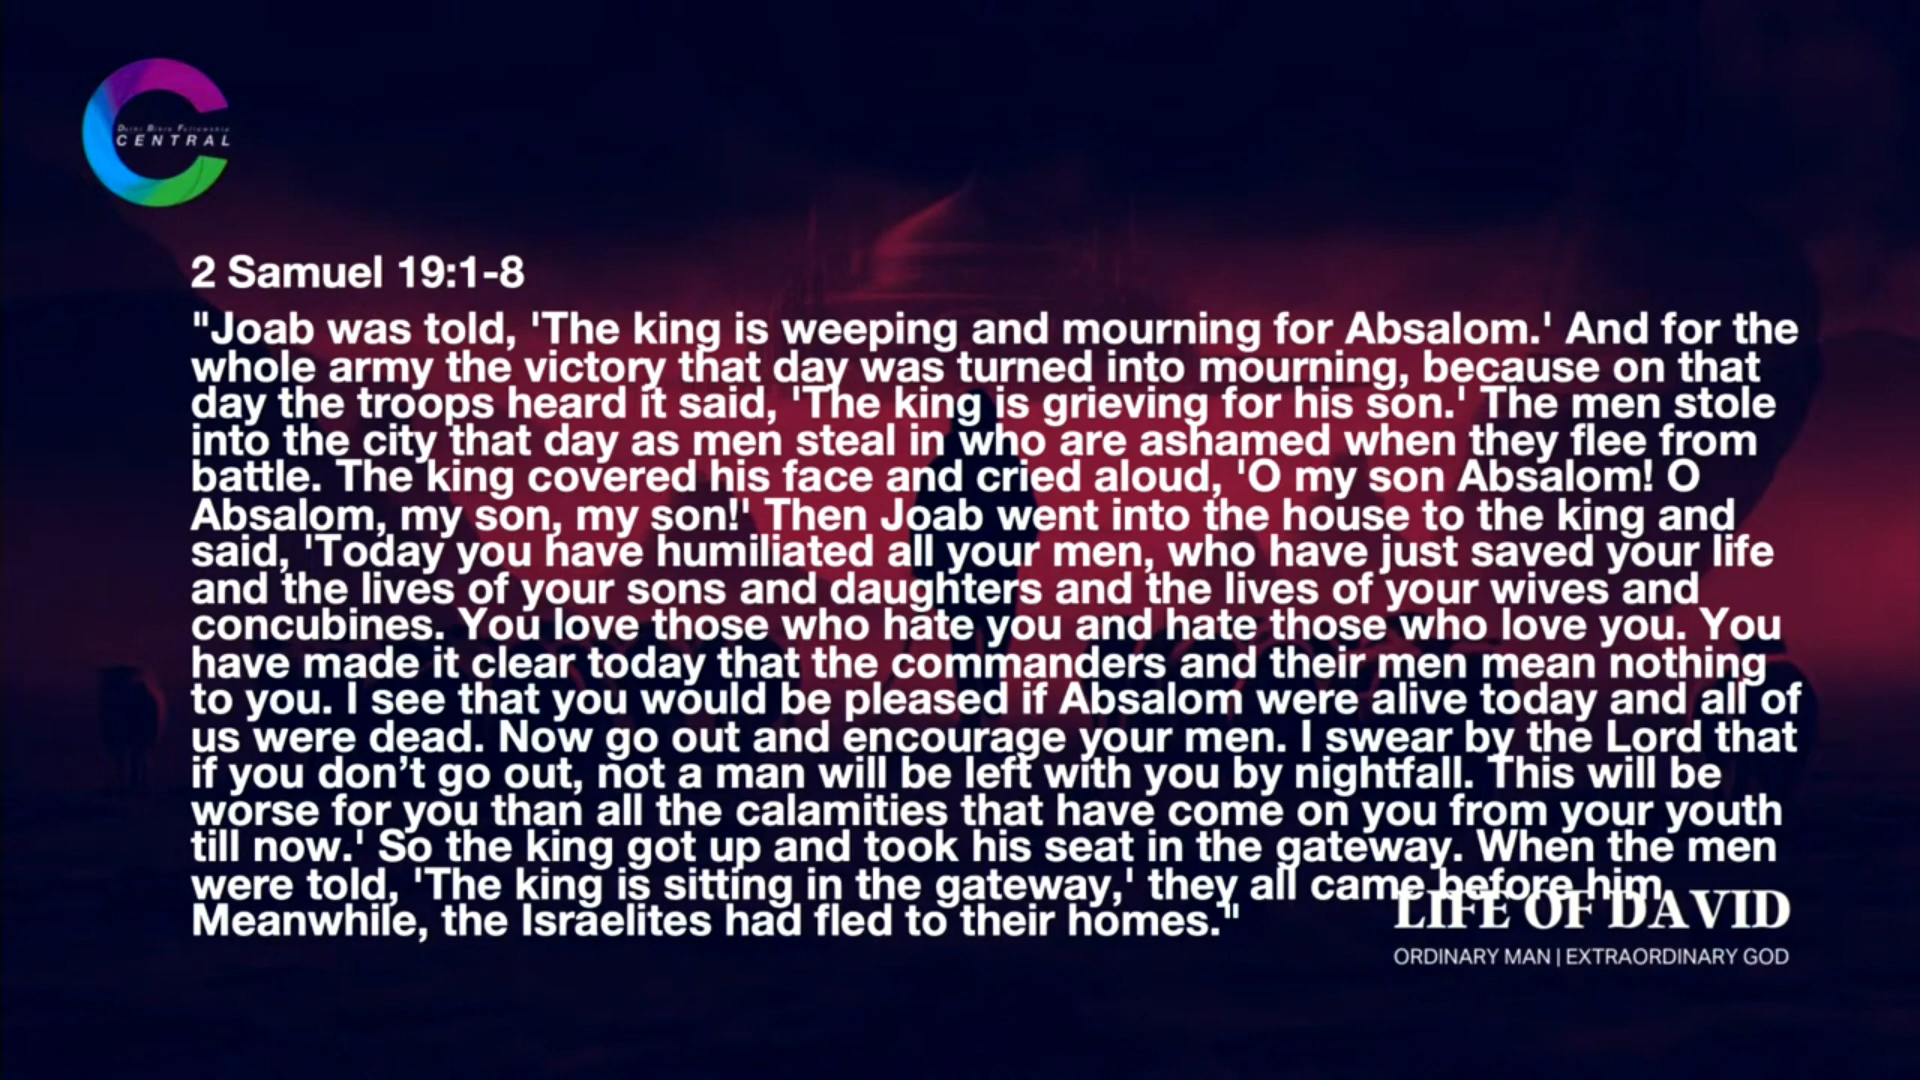 Delhi Bible Fellowship
CENTRAL
2 Samuel 19:1-8
"Joab was told, 'The king is weeping and mourning for Absalom.' And for the
whole army the victory that day was turned into mourning, because on that
day the troops heard it said, 'The king is grieving for his son.' The men stole
into the city that day as men steal in who are ashamed when they flee from
battle. The king covered his face and cried aloud, 'O my son Absalom! O
Absalom, my son, my son!' Then Joab went into the house to the king and
said, 'Today you have humiliated all your men, who have just saved your life
and the lives of your sons and daughters and the lives of your wives and
concubines. You love those who hate you and hate those who love you. You
have made it clear today that the commanders and their men mean nothing
to you. I see that you would be pleased if Absalom were alive today and all of
us were dead. Now go out and encourage your men. I swear by the Lord that
if you don’t go out, not a man will be left with you by nightfall. This will be
worse for you than all the calamities that have come on you from your youth
till now.' So the king got up and took his seat in the gateway. When the men
were told, 'The king is sitting in the gateway,' they all came before him.
Meanwhile, the Israelites had fled to their homes."
LIFE OF DAVID
ORDINARY MAN | EXTRAORDINARY GOD